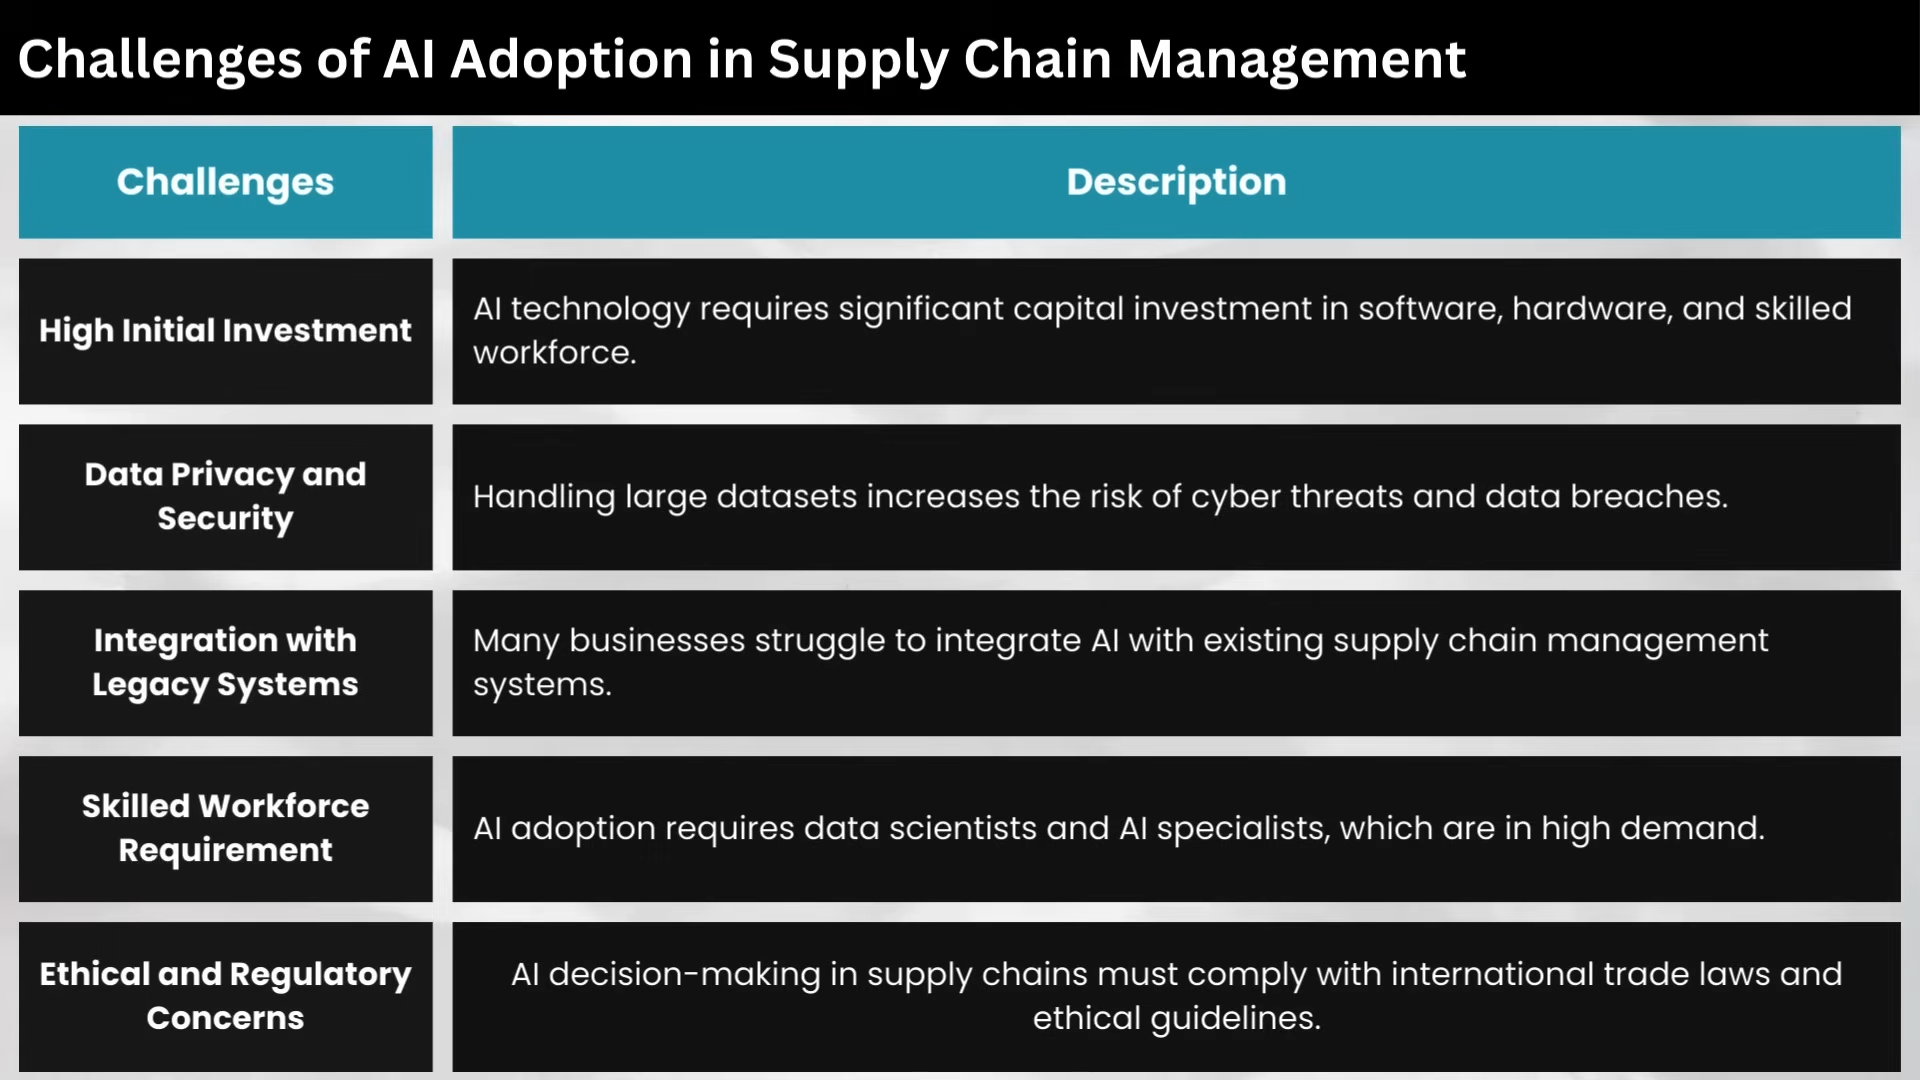 Challenges of AI Adoption in Supply Chain Management
Challenges
Description
High Initial Investment
AI technology requires significant capital investment in software, hardware, and skilled
workforce.
Data Privacy and
Security
Handling large datasets increases the risk of cyber threats and data breaches.
Integration with
Legacy Systems
Many businesses struggle to integrate AI with existing supply chain management
systems.
Skilled Workforce
Requirement
AI adoption requires data scientists and AI specialists, which are in high demand.
Ethical and Regulatory
Concerns
AI decision-making in supply chains must comply with international trade laws and
ethical guidelines.